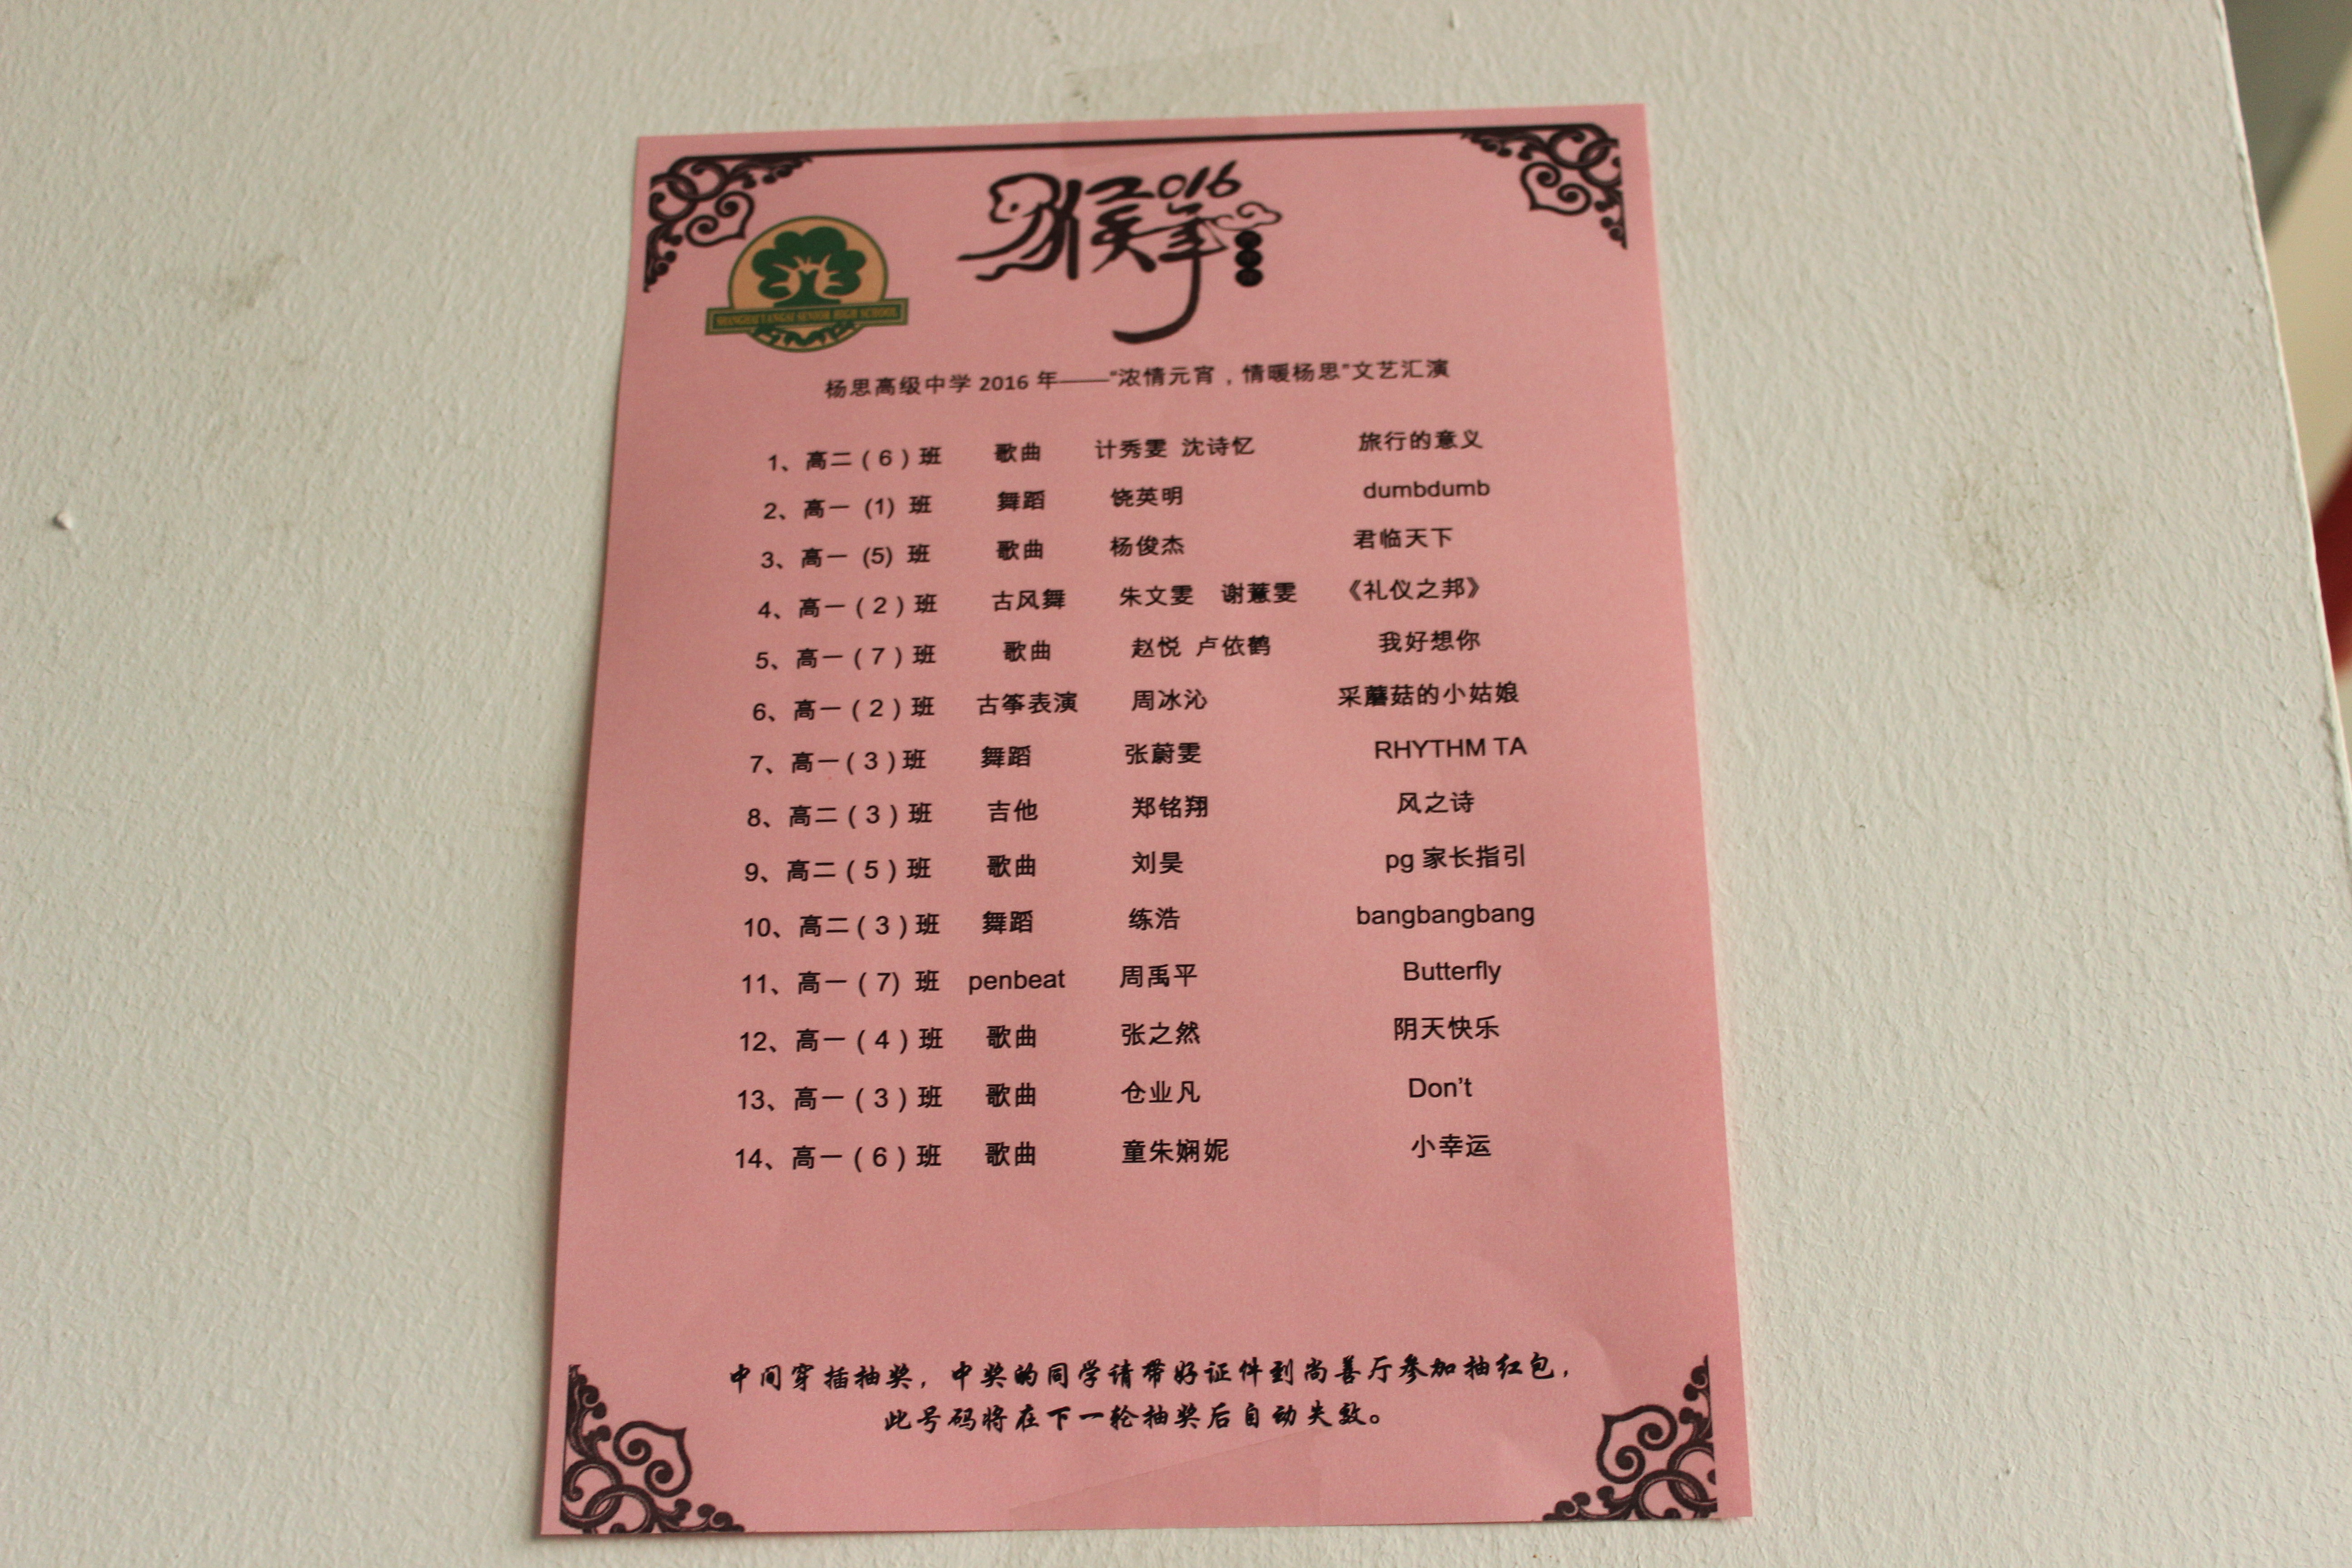 2016
猴年
SHANGHAI YANGSI SENIOR HIGH SCHOOL
杨思高级中学 2016 年——“浓情元宵，情暖杨思”文艺汇演
1、高二（6）班 歌曲 计秀雯 沈诗忆 旅行的意义
2、高一 (1) 班 舞蹈 饶英明 dumbdumb
3、高一 (5) 班 歌曲 杨俊杰 君临天下
4、高一（2）班 古风舞 朱文雯 谢薏雯 《礼仪之邦》
5、高一（7）班 歌曲 赵悦 卢依鹤 我好想你
6、高一（2）班 古筝表演 周冰沁 采蘑菇的小姑娘
7、高一（3）班 舞蹈 张蔚雯 RHYTHM TA
8、高二（3）班 吉他 郑铭翔 风之诗
9、高二（5）班 歌曲 刘昊 pg 家长指引
10、高二（3）班 舞蹈 练浩 bangbangbang
11、高一（7）班 penbeat 周禹平 Butterfly
12、高一（4）班 歌曲 张之然 阴天快乐
13、高一（3）班 歌曲 仓业凡 Don’t
14、高一（6）班 歌曲 童朱娴妮 小幸运
中间穿插抽奖，中奖的同学请带好证件到尚善厅参加抽红包，
此号码将在下一轮抽奖后自动失效。